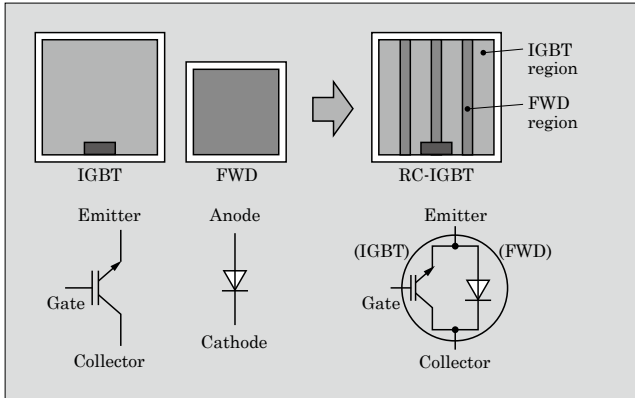 IGBT
region
FWD
region
IGBT
FWD
RC-IGBT
Emitter
Anode
Emitter
(IGBT)
(FWD)
Gate
Gate
Cathode
Collector
Collector